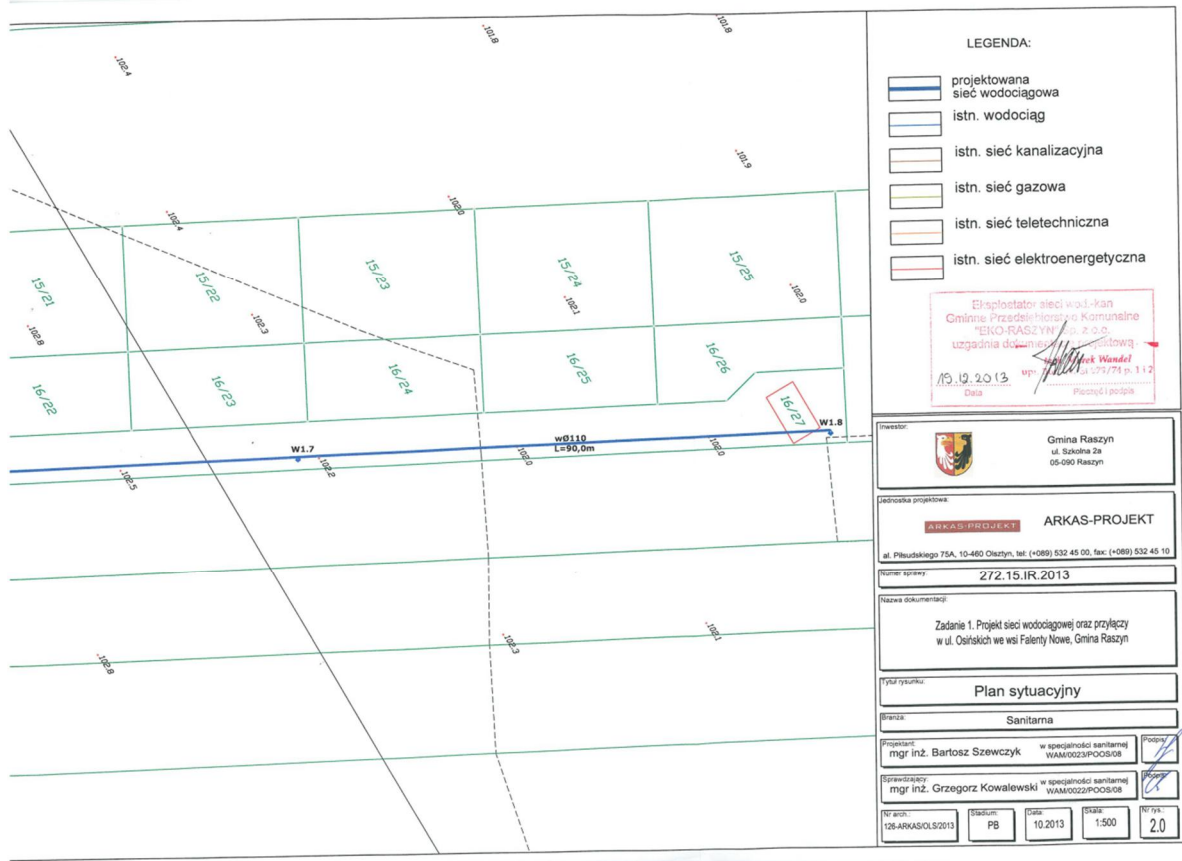 102.4
101.8
101.8
101.9
102.4
102.0
15/21
15/22
15/23
15/24
15/25
102.0
102.1
102.3
102.8
16/22
16/23
16/24
16/25
16/26
16/27
W1.7
wØ110
L=90,0m
W1.8
102.5
102.2
102.0
102.0
102.8
102.3
102.1
LEGENDA:
projektowana
sieć wodociągowa
istn. wodociąg
istn. sieć kanalizacyjna
istn. sieć gazowa
istn. sieć teletechniczna
istn. sieć elektroenergetyczna
Eksploatator sieci wod.-kan
Gminne Przedsiębiorstwo Komunalne
"EKO-RASZYN" Sp. z o.o.
uzgadnia dokumentację projektową
Wandel
19.12.2013
Data
Pieczęć i podpis
Inwestor:
Gmina Raszyn
ul. Szkolna 2a
05-090 Raszyn
Jednostka projektowa:
ARKAS-PROJEKT
ARKAS-PROJEKT
al. Piłsudskiego 75A, 10-460 Olsztyn, tel: (+089) 532 45 00, fax: (+089) 532 45 10
Numer sprawy:
272.15.IR.2013
Nazwa dokumentacji:
Zadanie 1. Projekt sieci wodociągowej oraz przyłączy
w ul. Osińskich we wsi Falenty Nowe, Gmina Raszyn
Tytuł rysunku:
Plan sytuacyjny
Branża:
Sanitarna
Projektant:
mgr inż. Bartosz Szewczyk
w specjalności sanitarnej
WAM/0023/POOS/08
Podpis:
Sprawdzający:
mgr inż. Grzegorz Kowalewski
w specjalności sanitarnej
WAM/0022/POOS/08
Podpis:
Nr arch.:
126-ARKAS/OLS/2013
Stadium:
PB
Data:
10.2013
Skala:
1:500
Nr rys.:
2.0